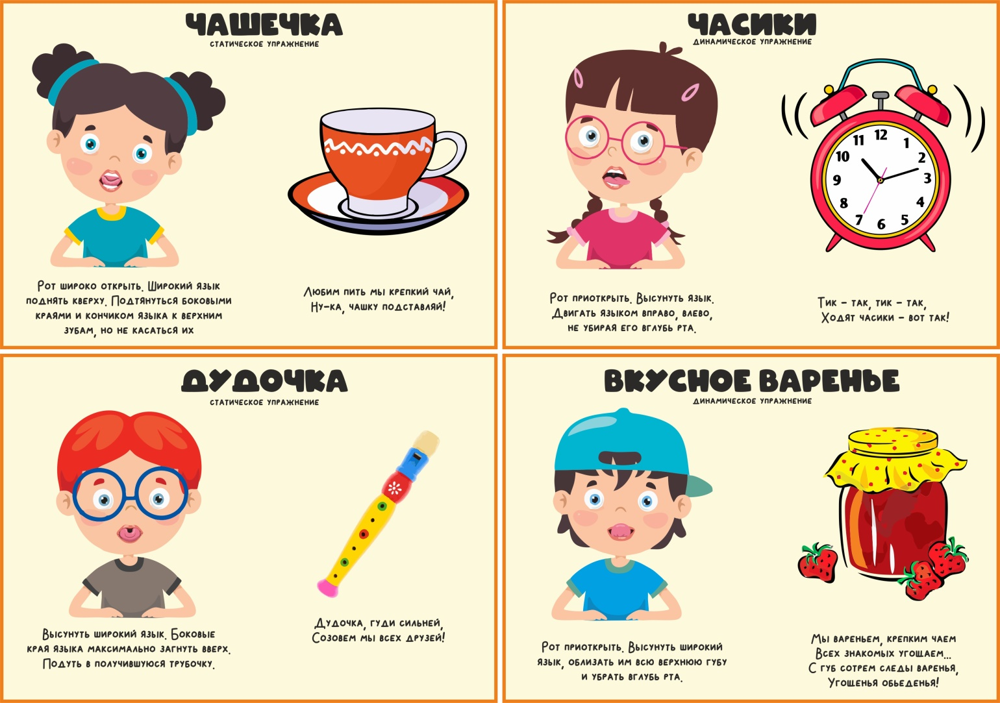 ЧАШЕЧКА
СТАТИЧЕСКОЕ УПРАЖНЕНИЕ
Рот широко открыть. Широкий язык
поднять кверху. Подтянуться боковыми
краями и кончиком языка к верхним
зубам, но не касаться их
Любим пить мы крепкий чай,
Ну-ка, чашку подставляй!
ЧАСИКИ
ДИНАМИЧЕСКОЕ УПРАЖНЕНИЕ
12
1
2
3
4
5
6
7
8
9
10
11
Рот приоткрыть. Высунуть язык.
Двигать языком вправо, влево,
не убирая его вглубь рта.
Тик - так, тик - так,
Ходят часики - вот так!
ДУДОЧКА
СТАТИЧЕСКОЕ УПРАЖНЕНИЕ
Высунуть широкий язык. Боковые
края языка максимально загнуть вверх.
Подуть в получившуюся трубочку.
Дудочка, гуди сильней,
Созовем мы всех друзей!
ВКУСНОЕ ВАРЕНЬЕ
ДИНАМИЧЕСКОЕ УПРАЖНЕНИЕ
Рот приоткрыть. Высунуть широкий
язык, облизать им всю верхнюю губу
и убрать вглубь рта.
Мы вареньем, крепким чаем
Всех знакомых угощаем...
С губ сотрем следы варенья,
Угощенья обьеденья!